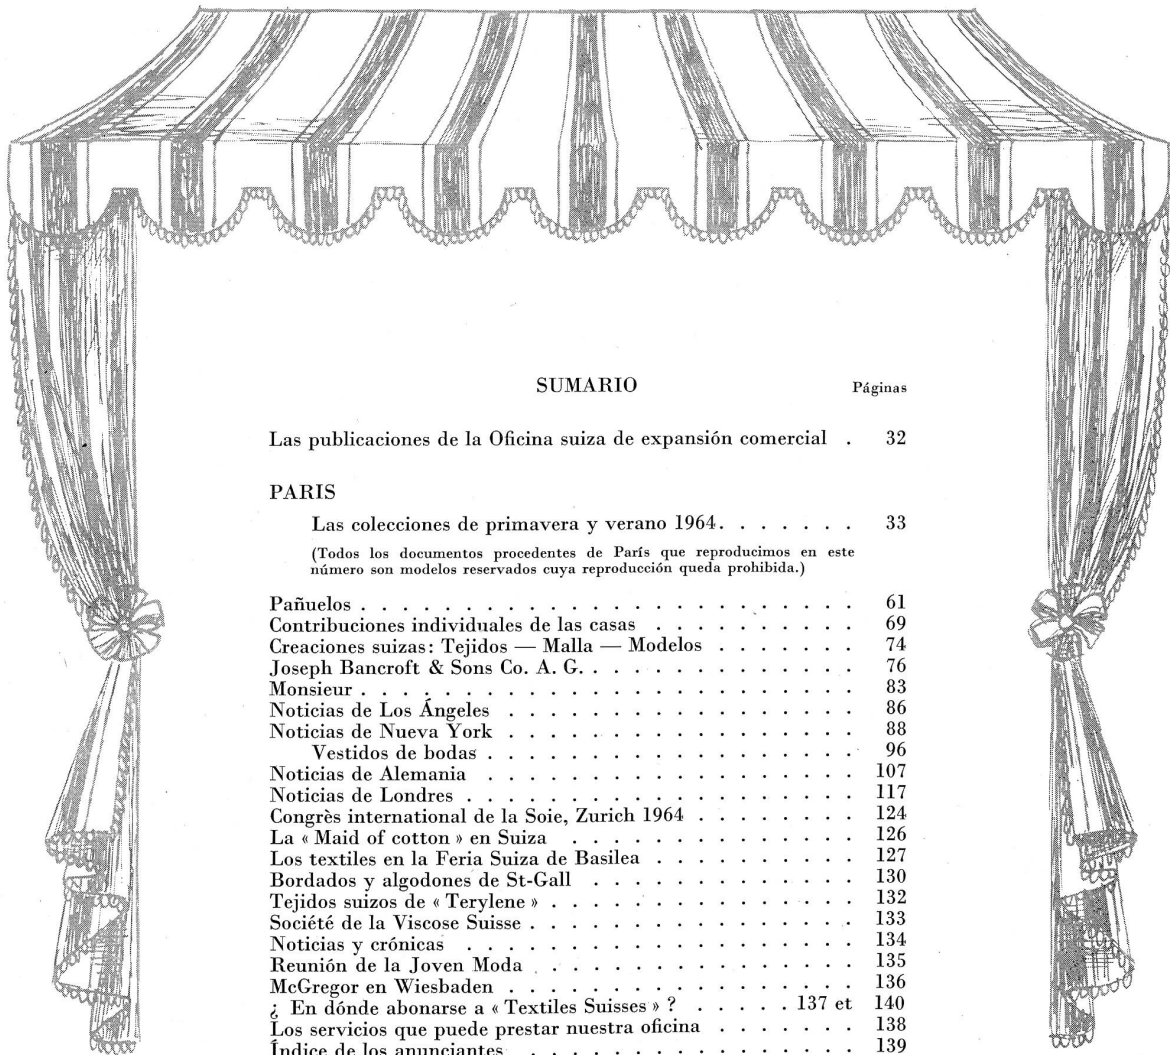 SUMARIO Páginas
Las publicaciones de la Oficina suiza de expansión comercial . 32
PARIS
Las colecciones de primavera y verano 1964. . . . . . . 33
(Todos los documentos procedentes de París que reproducimos en este
número son modelos reservados cuya reproducción queda prohibida.)
Pañuelos . . . . . . . . . . . . . . . . . . . . . . . . 61
Contribuciones individuales de las casas . . . . . . . . . . 69
Creaciones suizas: Tejidos — Malla — Modelos . . . . . . . 74
Joseph Bancroft & Sons Co. A. G. . . . . . . . . . . . . . 76
Monsieur . . . . . . . . . . . . . . . . . . . . . . . . 83
Noticias de Los Ángeles . . . . . . . . . . . . . . . . . 86
Noticias de Nueva York . . . . . . . . . . . . . . . . . 88
Vestidos de bodas . . . . . . . . . . . . . . . . . . 96
Noticias de Alemania . . . . . . . . . . . . . . . . . . 107
Noticias de Londres . . . . . . . . . . . . . . . . . . . 117
Congrès international de la Soie, Zurich 1964 . . . . . . . . 124
La « Maid of cotton » en Suiza . . . . . . . . . . . . . . 126
Los textiles en la Feria Suiza de Basilea . . . . . . . . . . 127
Bordados y algodones de St-Gall . . . . . . . . . . . . . 130
Tejidos suizos de « Terylene » . . . . . . . . . . . . . . . 132
Société de la Viscose Suisse . . . . . . . . . . . . . . . . 133
Noticias y crónicas . . . . . . . . . . . . . . . . . . . 134
Reunión de la Joven Moda . . . . . . . . . . . . . . . . 135
McGregor en Wiesbaden . . . . . . . . . . . . . . . . . 136
¿ En dónde abonarse a « Textiles Suisses » ? . . . . . 137 et 140
Los servicios que puede prestar nuestra oficina . . . . . . . 138
Índice de los anunciantes . . . . . . . . . . . . . . . . 139